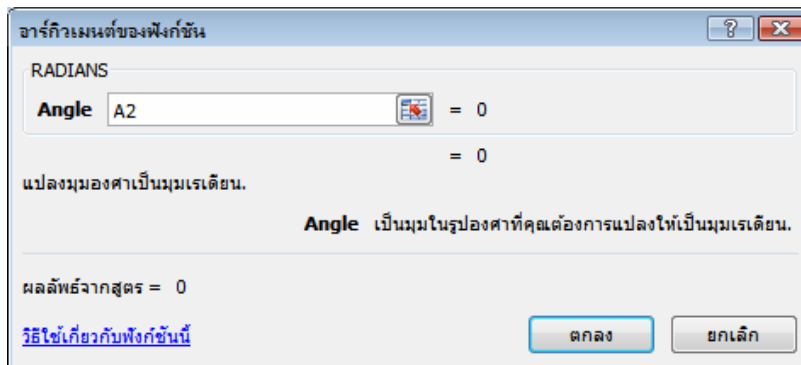 อาร์กิวเมนต์ของฟังก์ชัน
RADIANS
Angle A2 = 0
= 0
แปลงมุมองศาเป็นมุมเรเดียน.
Angle เป็นมุมในรูปองศาที่คุณต้องการแปลงให้เป็นมุมเรเดียน.
ผลลัพธ์จากสูตร = 0
วิธีใช้เกี่ยวกับฟังก์ชันนี้ ตกลง ยกเลิก